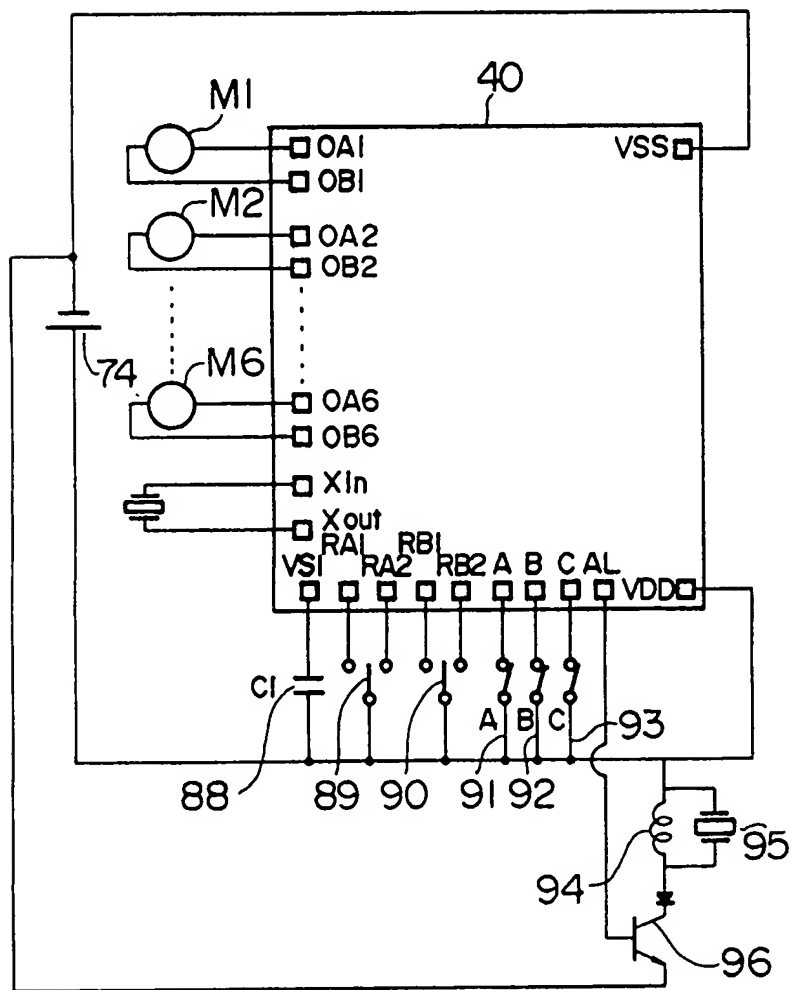 M1
40
OA1
VSS
OB1
M2
OA2
OB2
74
M6
OA6
OB6
XIn
Xout
VS1 RA1 RA2 RB1 RB2 A B C AL VDD
C1
A B C
93
88 89 90 91 92
94
95
96